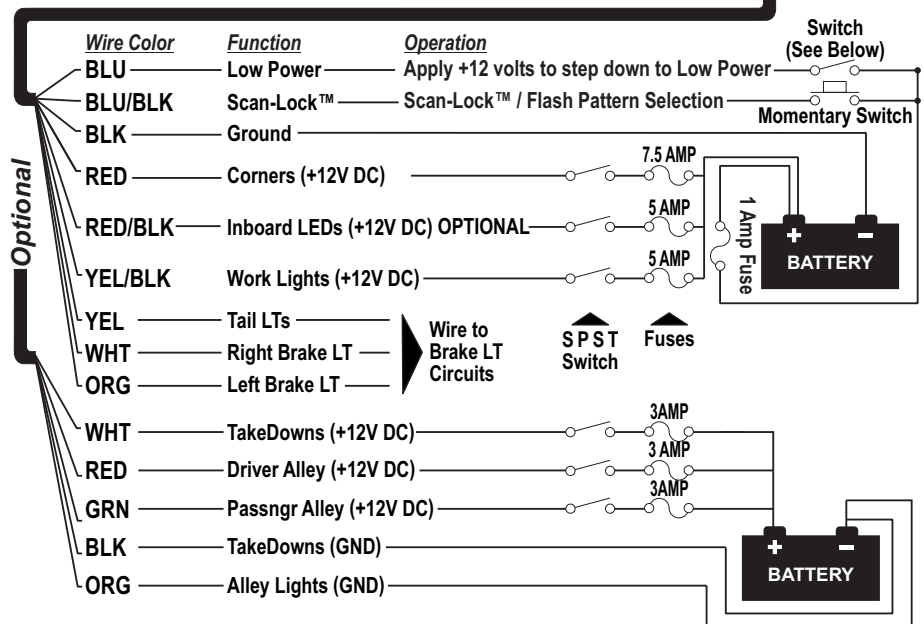 Switch
(See Below)
Wire Color Function Operation
BLU Low Power Apply +12 volts to step down to Low Power
BLU/BLK Scan-Lock™ Scan-Lock™ / Flash Pattern Selection
Momentary Switch
BLK Ground
RED Corners (+12V DC) 7.5 AMP
RED/BLK Inboard LEDs (+12V DC) OPTIONAL 5 AMP
YEL/BLK Work Lights (+12V DC) 5 AMP
1 Amp Fuse
+ –
BATTERY
Optional
YEL Tail LTs
WHT Right Brake LT
ORG Left Brake LT
Wire to
Brake LT
Circuits
S P S T
Switch
Fuses
WHT TakeDowns (+12V DC) 3AMP
RED Driver Alley (+12V DC) 3 AMP
GRN Passngr Alley (+12V DC) 3AMP
BLK TakeDowns (GND)
ORG Alley Lights (GND)
+ –
BATTERY